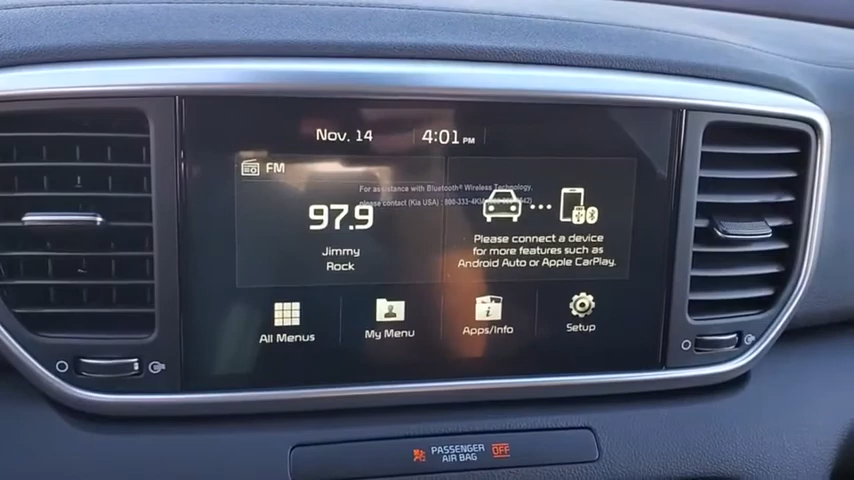 Nov. 14 4:01 PM
FM
For assistance with Bluetooth® Wireless Technology,
please contact (Kia USA) : 800-333-4KIA
97.9
Jimmy
Rock
Please connect a device
for more features such as
Android Auto or Apple CarPlay.
All Menus
My Menu
Apps/Info
Setup
PASSENGER
AIR BAG
OFF